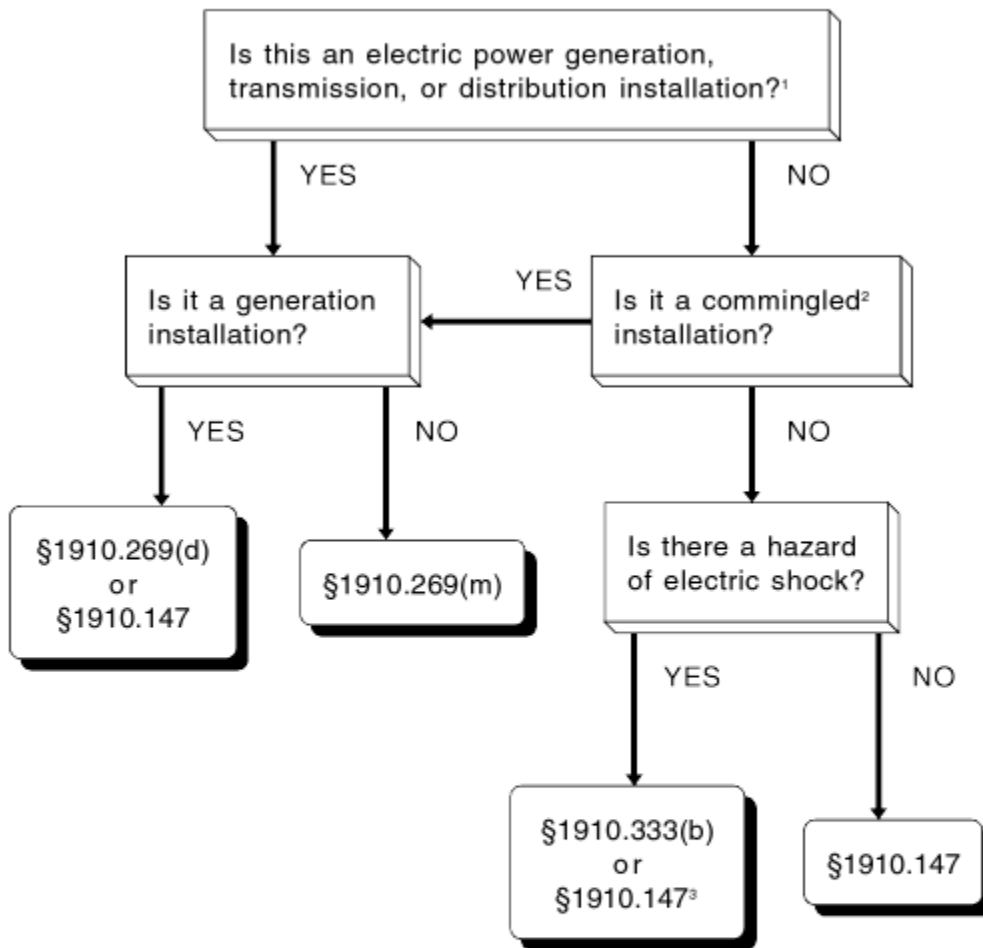 Is this an electric power generation,
transmission, or distribution installation?¹
YES
NO
Is it a generation
installation?
YES
Is it a commingled²
installation?
YES
NO
NO
§1910.269(d)
or
§1910.147
§1910.269(m)
Is there a hazard
of electric shock?
YES
NO
§1910.333(b)
or
§1910.147³
§1910.147